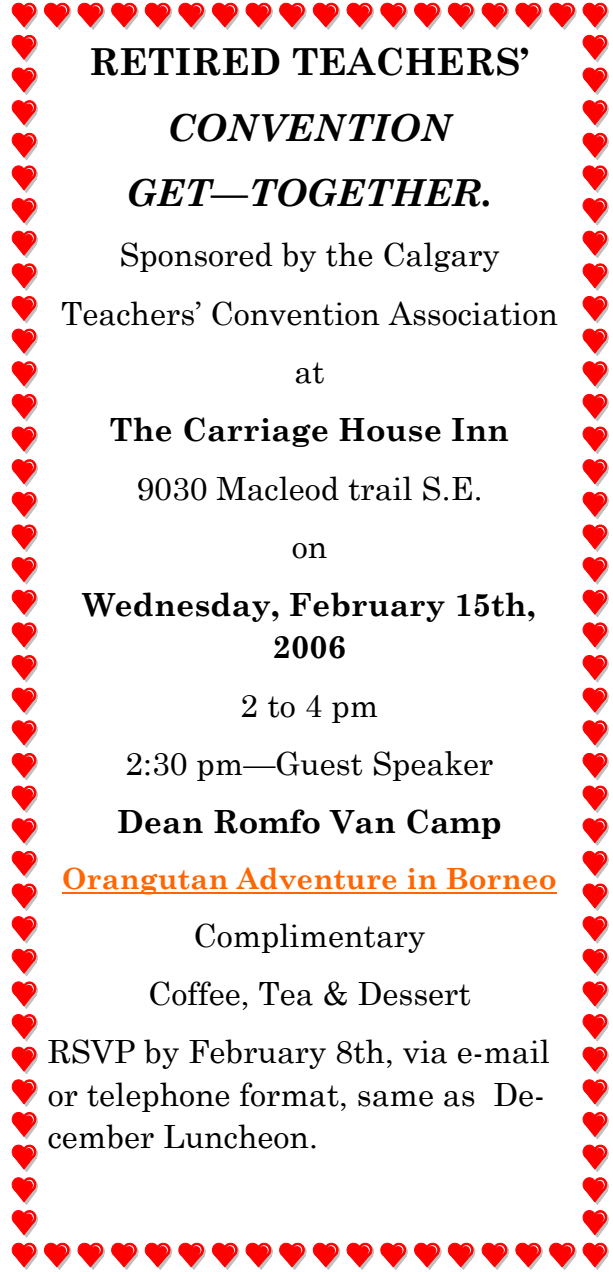 RETIRED TEACHERS’
CONVENTION
GET—TOGETHER.
Sponsored by the Calgary
Teachers’ Convention Association
at
The Carriage House Inn
9030 Macleod trail S.E.
on
Wednesday, February 15th,
2006
2 to 4 pm
2:30 pm—Guest Speaker
Dean Romfo Van Camp
Orangutan Adventure in Borneo
Complimentary
Coffee, Tea & Dessert
RSVP by February 8th, via e-mail
or telephone format, same as  De-
cember Luncheon.